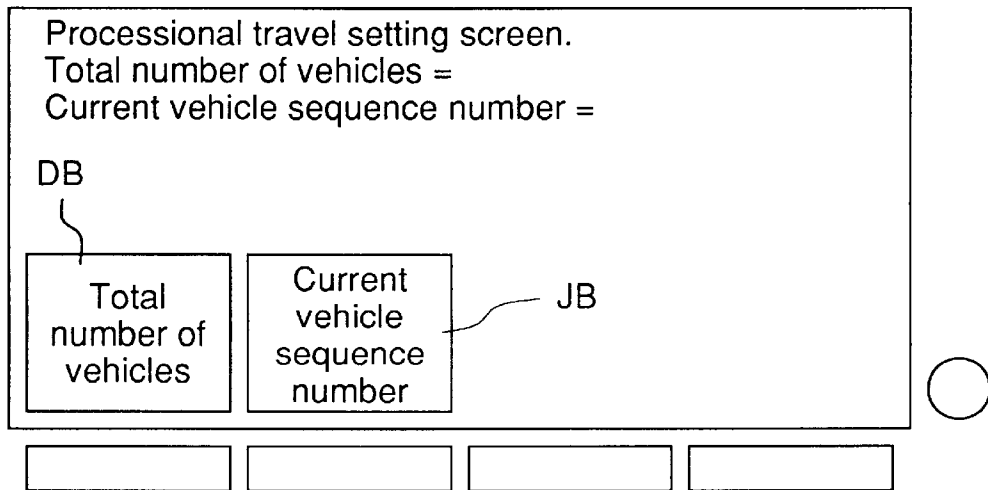 Processional travel setting screen.
Total number of vehicles =
Current vehicle sequence number =
DB
Total
number of
vehicles
Current
vehicle
sequence
number
JB